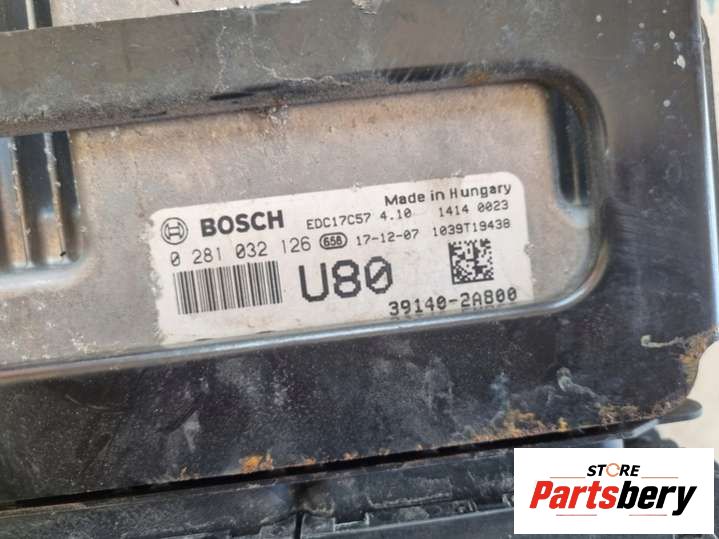 Made in Hungary
BOSCH EDC17C57 4.10 1414 0023
0 281 032 126 658 17-12-07 1039T19438
U80
39140-2A800
STORE
Partsbery